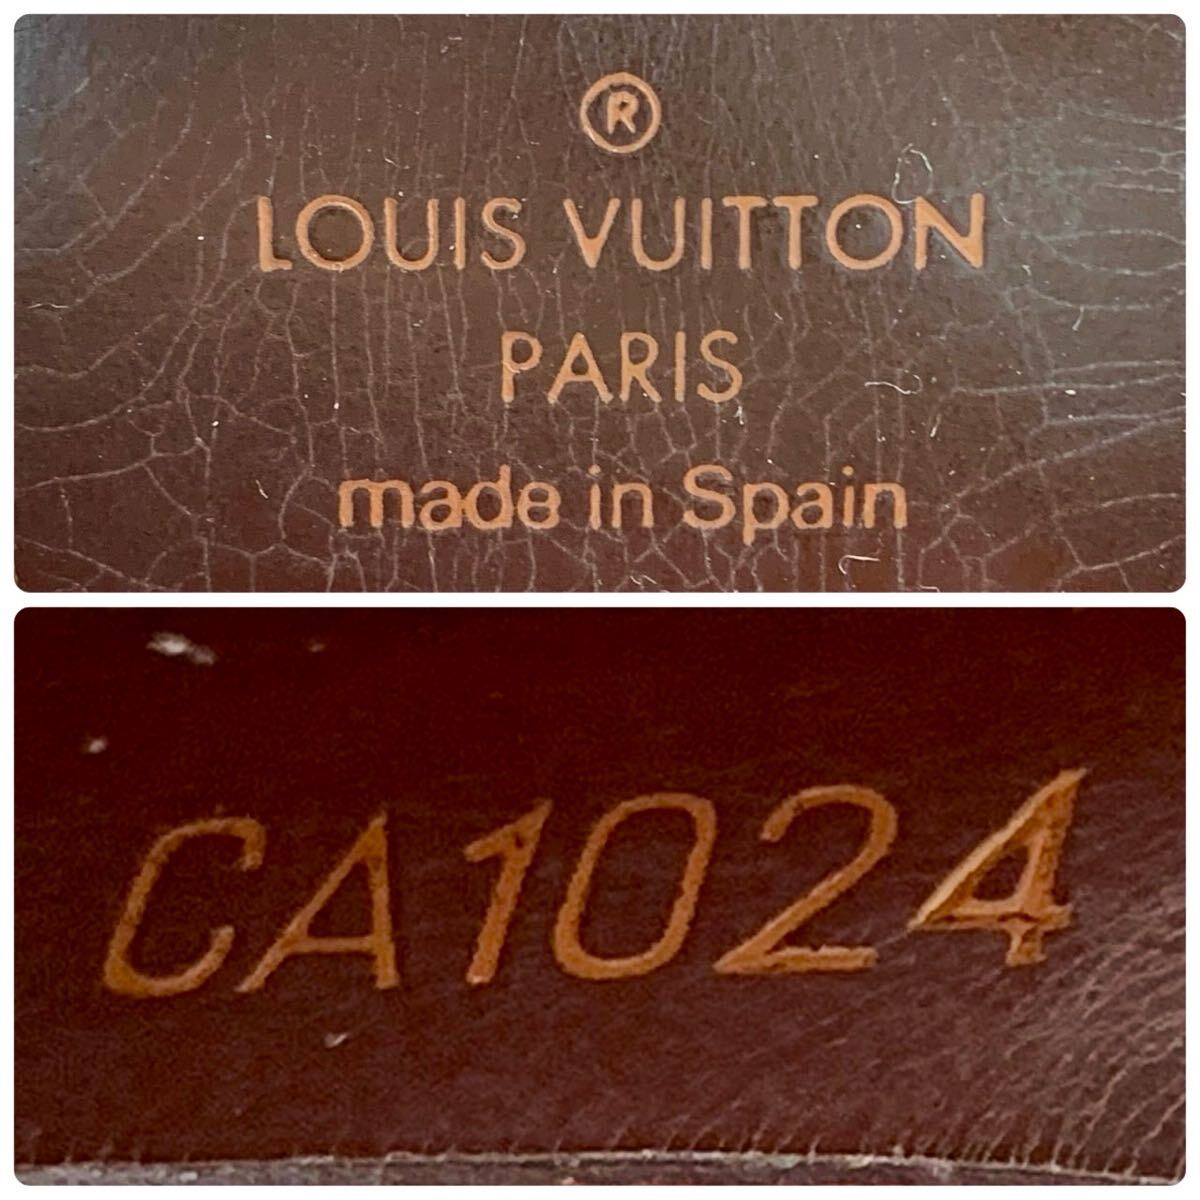 ®
LOUIS VUITTON
PARIS
made in Spain
CA1024